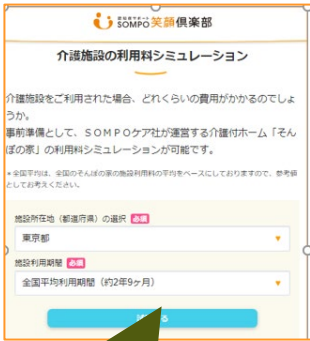 認知症サポート
SOMPO笑顔倶楽部
介護施設の利用料シミュレーション
介護施設をご利用された場合、どれくらいの費用がかかるのでしょ
うか。
事前準備として、ＳＯＭＰＯケア社が運営する介護付ホーム「そん
ぽの家」の利用料シミュレーションが可能です。
*全国平均は、全国のそんぽの家の施設利用料の平均をベースにしておりますので、参考値
としてお考えください。
施設所在地（都道府県）の選択 必須
東京都
施設利用期間 必須
全国平均利用期間（約2年9ヶ月）